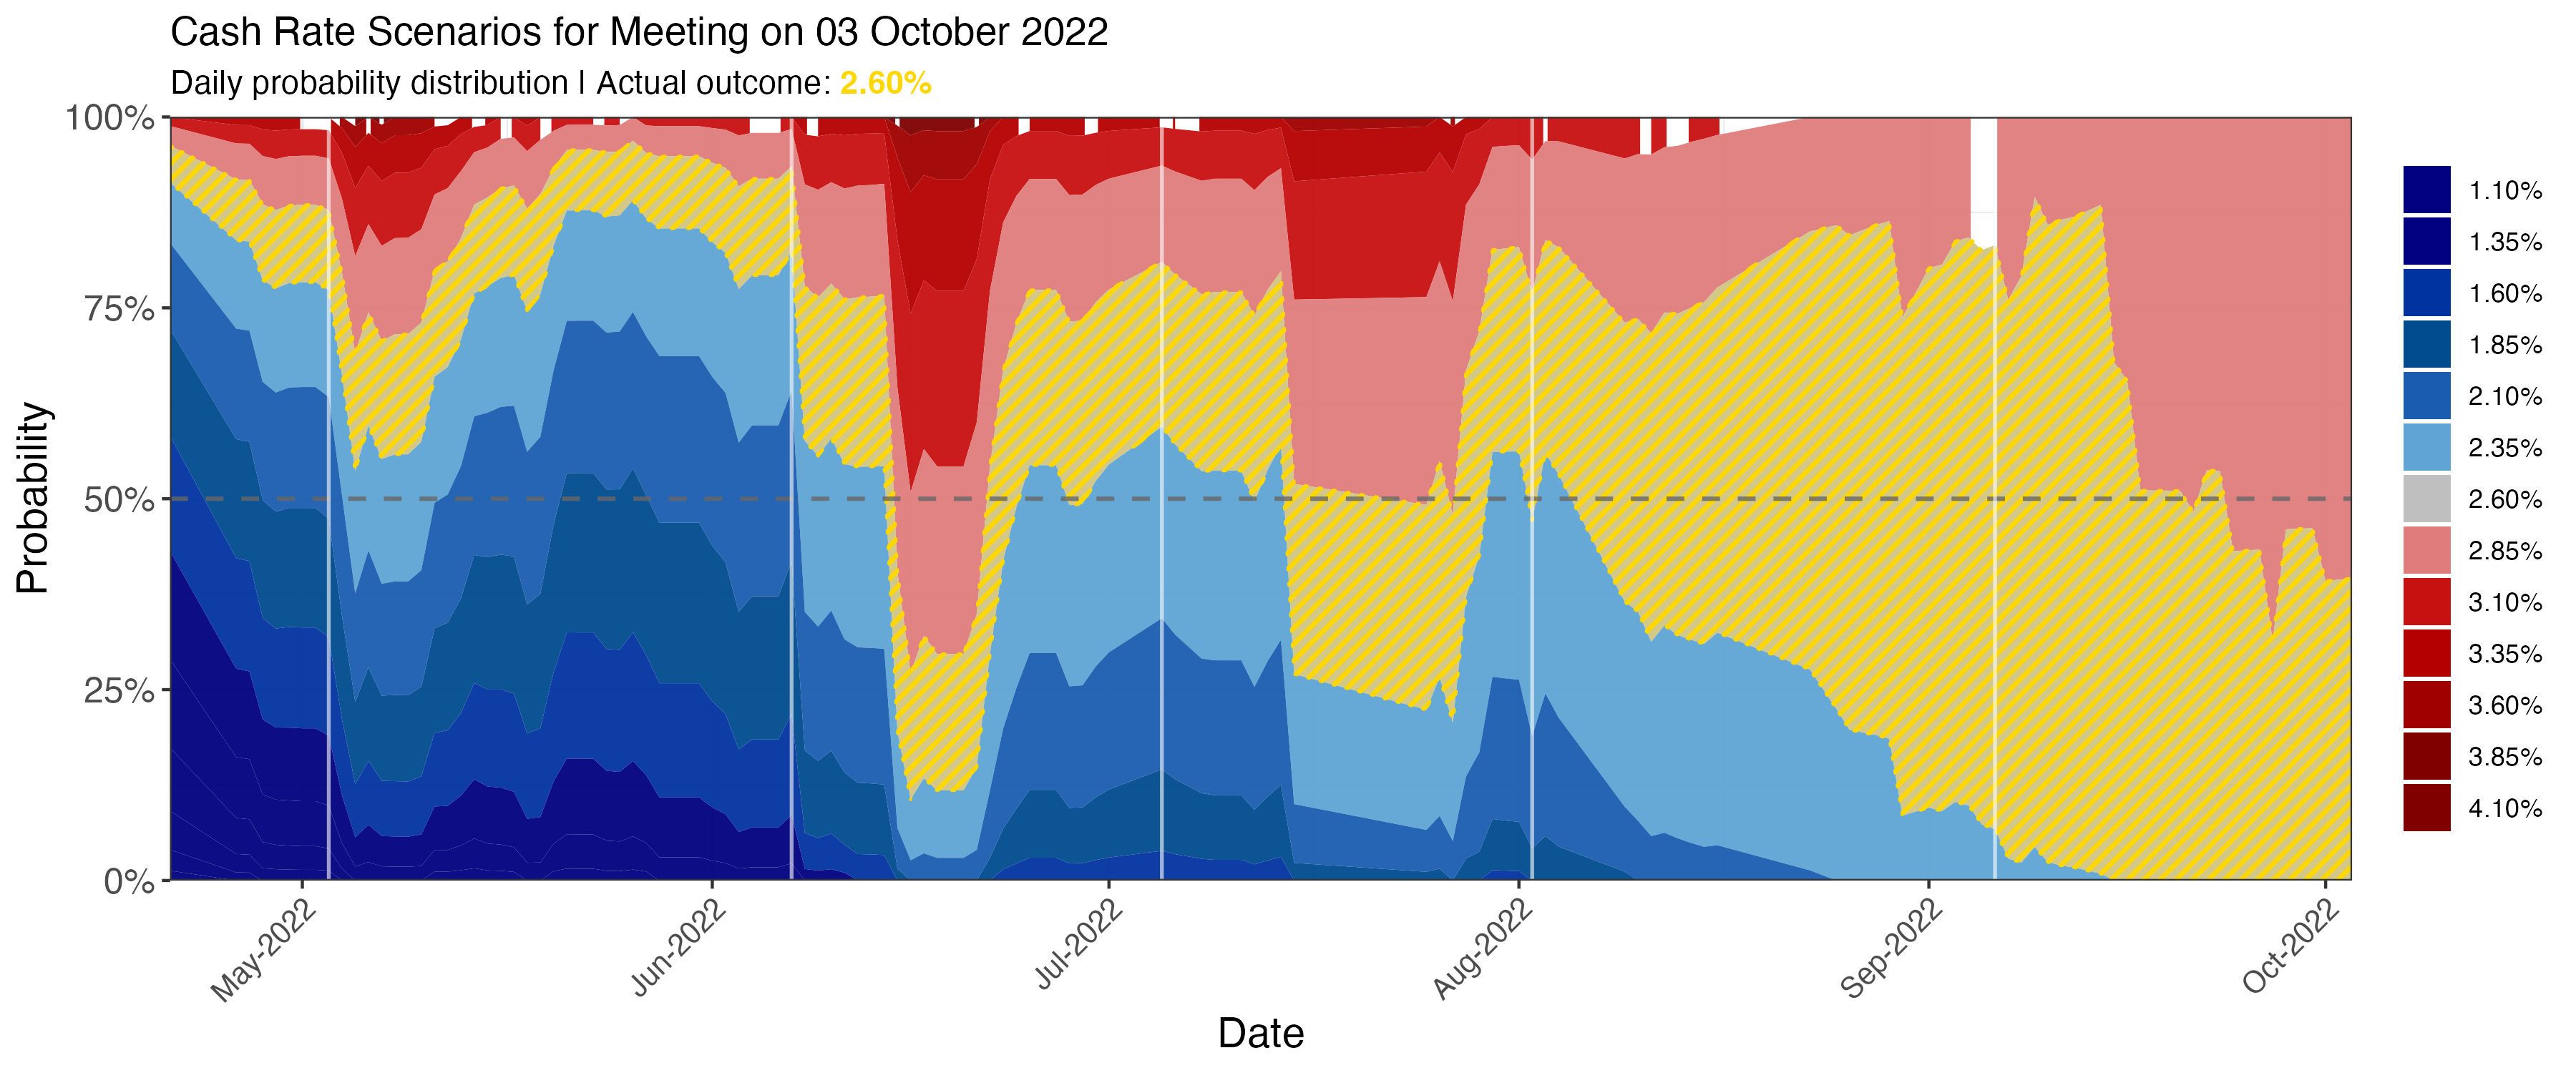 Cash Rate Scenarios for Meeting on 03 October 2022
Daily probability distribution | Actual outcome: 2.60%
Probability
100%
75%
50%
25%
0%
May-2022
Jun-2022
Jul-2022
Aug-2022
Sep-2022
Oct-2022
Date
1.10%
1.35%
1.60%
1.85%
2.10%
2.35%
2.60%
2.85%
3.10%
3.35%
3.60%
3.85%
4.10%